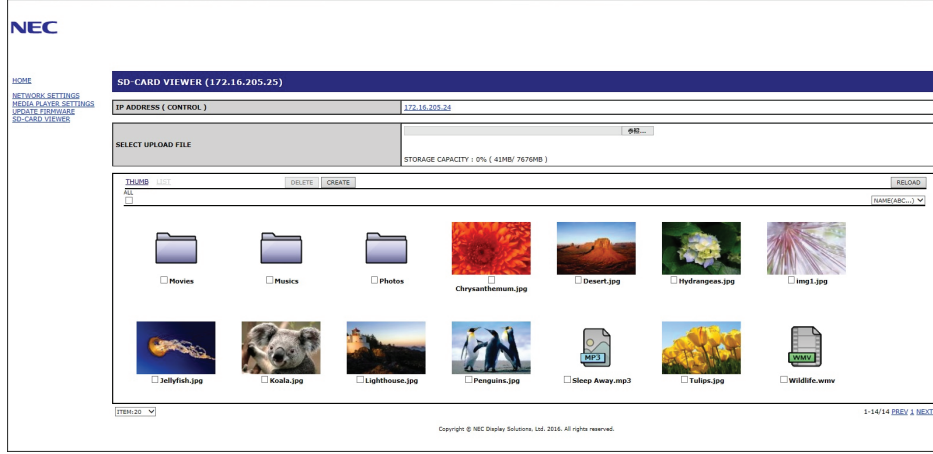 NEC
HOME
NETWORK SETTINGS
MEDIA PLAYER SETTINGS
UPDATE FIRMWARE
SD-CARD VIEWER
SD-CARD VIEWER (172.16.205.25)
IP ADDRESS ( CONTROL )
172.16.205.24
SELECT UPLOAD FILE
参照...
STORAGE CAPACITY : 0% ( 41MB/ 7676MB )
THUMB LIST DELETE CREATE RELOAD
ALL
NAME(ABC...)
Movies Musics Photos Chrysanthemum.jpg Desert.jpg Hydrangeas.jpg img1.jpg
MP3 WMV
Jellyfish.jpg Koala.jpg Lighthouse.jpg Penguins.jpg Sleep Away.mp3 Tulips.jpg Wildlife.wmv
ITEM:20 1-14/14 PREV 1 NEXT
Copyright © NEC Display Solutions, Ltd. 2016. All rights reserved.